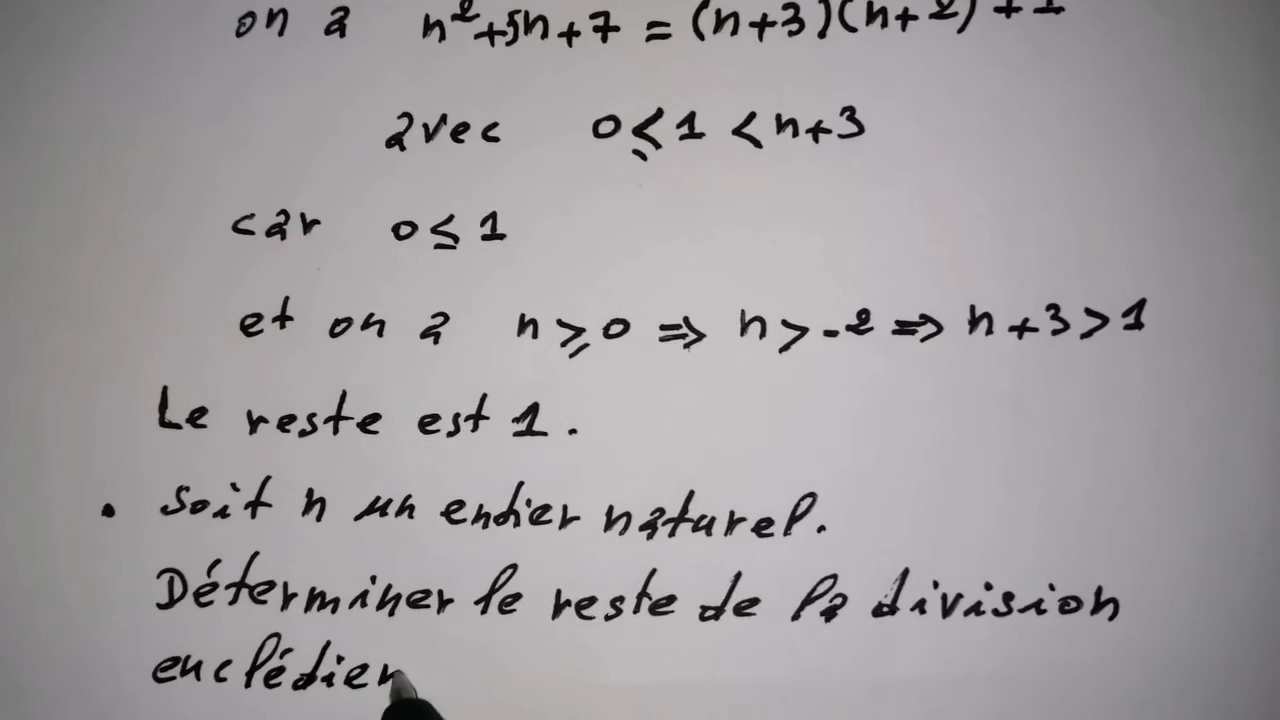 on a n²+5n+7 = (n+3)(n+2)+1
avec 0≤1<n+3
car 0≤1
et on a n≥0 ⇒ n>-2 ⇒ n+3>1
Le reste est 1.
• Soit n un entier naturel.
Déterminer le reste de la division
euclédien